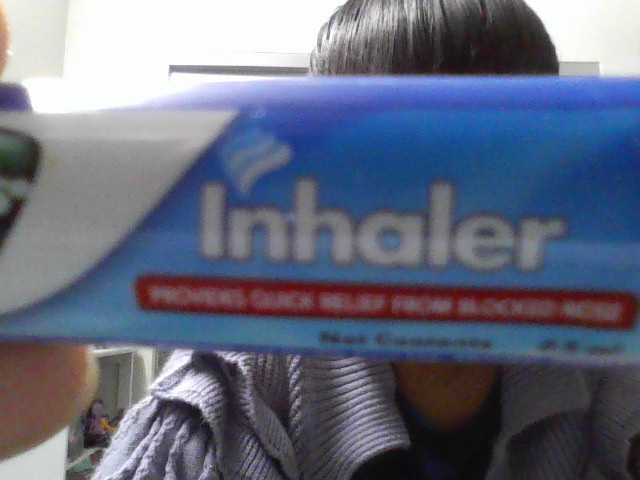 Inhaler
PROVIDES QUICK RELIEF FROM BLOCKED NOSE
Net Contents